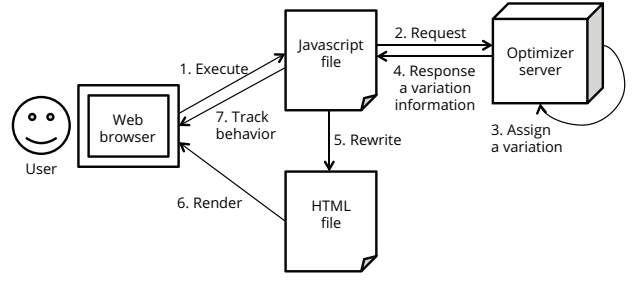 Javascript
file
2. Request
Optimizer
server
1. Execute
4. Response
a variation
information
Web
browser
7. Track
behavior
3. Assign
a variation
5. Rewrite
User
6. Render
HTML
file